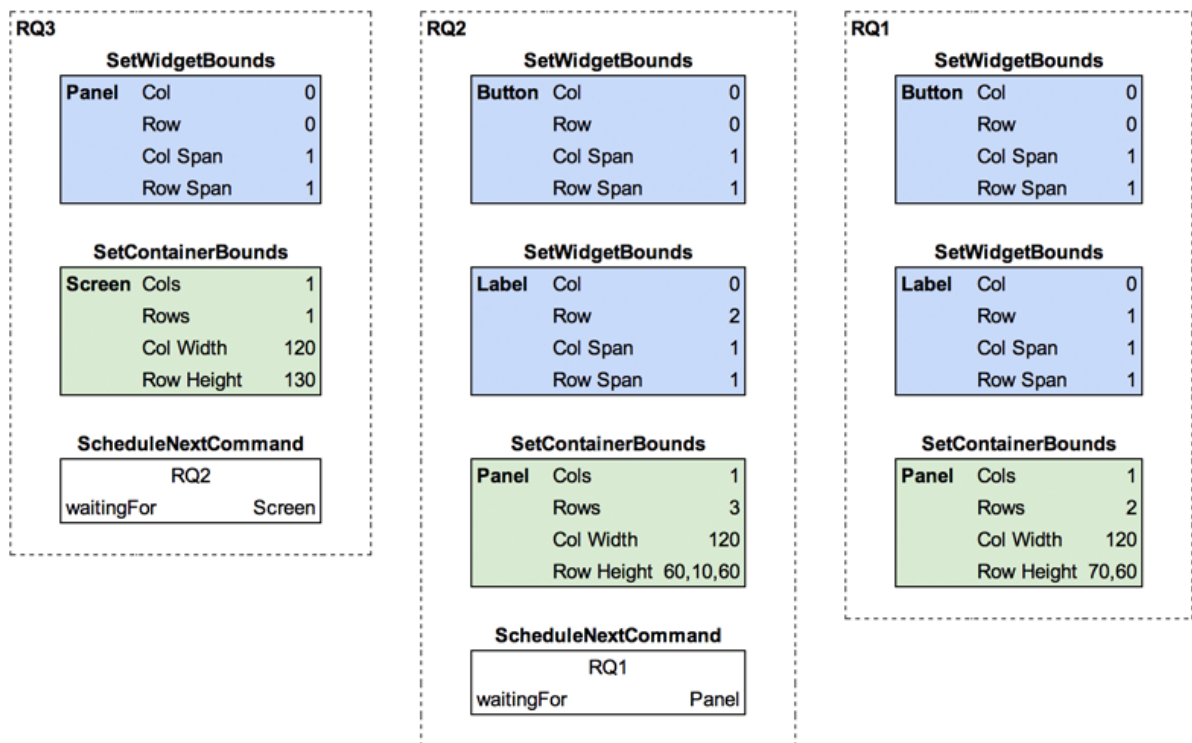 RQ3
SetWidgetBounds
Panel Col 0
Row 0
Col Span 1
Row Span 1
SetContainerBounds
Screen Cols 1
Rows 1
Col Width 120
Row Height 130
ScheduleNextCommand
RQ2
waitingFor Screen
RQ2
SetWidgetBounds
Button Col 0
Row 0
Col Span 1
Row Span 1
SetWidgetBounds
Label Col 0
Row 2
Col Span 1
Row Span 1
SetContainerBounds
Panel Cols 1
Rows 3
Col Width 120
Row Height 60,10,60
ScheduleNextCommand
RQ1
waitingFor Panel
RQ1
SetWidgetBounds
Button Col 0
Row 0
Col Span 1
Row Span 1
SetWidgetBounds
Label Col 0
Row 1
Col Span 1
Row Span 1
SetContainerBounds
Panel Cols 1
Rows 2
Col Width 120
Row Height 70,60